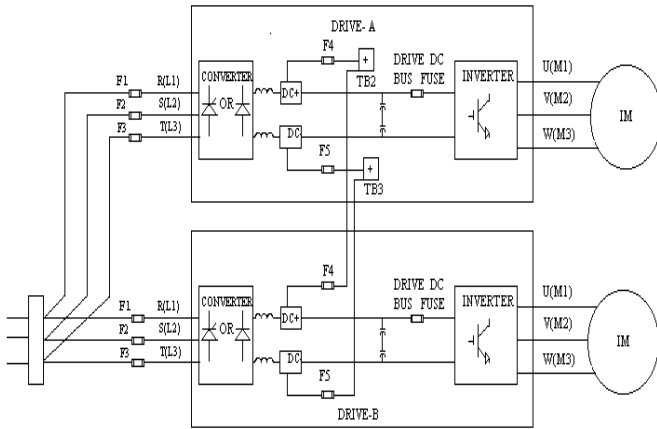 DRIVE- A
F4
+
TB2
DRIVE DC
BUS FUSE
F1
R(L1)
CONVERTER
OR
DC+
INVERTER
U(M1)
F2
S(L2)
V(M2)
IM
F3
T(L3)
DC
W(M3)
F5
+
TB3
F4
DRIVE DC
BUS FUSE
F1
R(L1)
CONVERTER
OR
DC+
INVERTER
U(M1)
F2
S(L2)
V(M2)
IM
F3
T(L3)
DC
W(M3)
F5
DRIVE-B